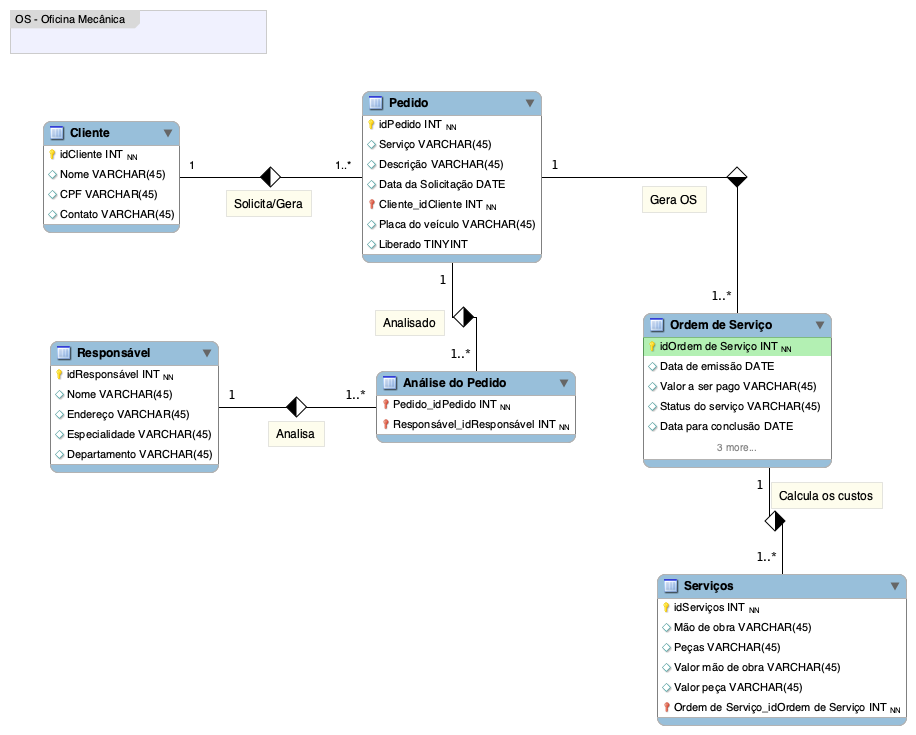 OS - Oficina Mecânica
Cliente
idCliente INT NN
Nome VARCHAR(45)
CPF VARCHAR(45)
Contato VARCHAR(45)
1
Solicita/Gera
1..*
Pedido
idPedido INT NN
Serviço VARCHAR(45)
Descrição VARCHAR(45)
Data da Solicitação DATE
Cliente_idCliente INT NN
Placa do veículo VARCHAR(45)
Liberado TINYINT
1
Gera OS
1..*
1
Analisado
1..*
Responsável
idResponsável INT NN
Nome VARCHAR(45)
Endereço VARCHAR(45)
Especialidade VARCHAR(45)
Departamento VARCHAR(45)
1
Analisa
1..*
Análise do Pedido
Pedido_idPedido INT NN
Responsável_idResponsável INT NN
Ordem de Serviço
idOrdem de Serviço INT NN
Data de emissão DATE
Valor a ser pago VARCHAR(45)
Status do serviço VARCHAR(45)
Data para conclusão DATE
3 more...
1
Calcula os custos
1..*
Serviços
idServiços INT NN
Mão de obra VARCHAR(45)
Peças VARCHAR(45)
Valor mão de obra VARCHAR(45)
Valor peça VARCHAR(45)
Ordem de Serviço_idOrdem de Serviço INT NN